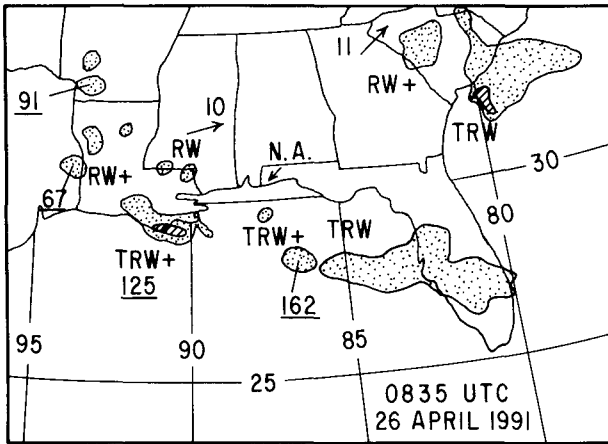 11
RW+
91
10
RW
TRW
N.A.
30
RW+
67
80
TRW+
TRW
TRW+
125
162
95
90
85
25
0835 UTC
26 APRIL 1991